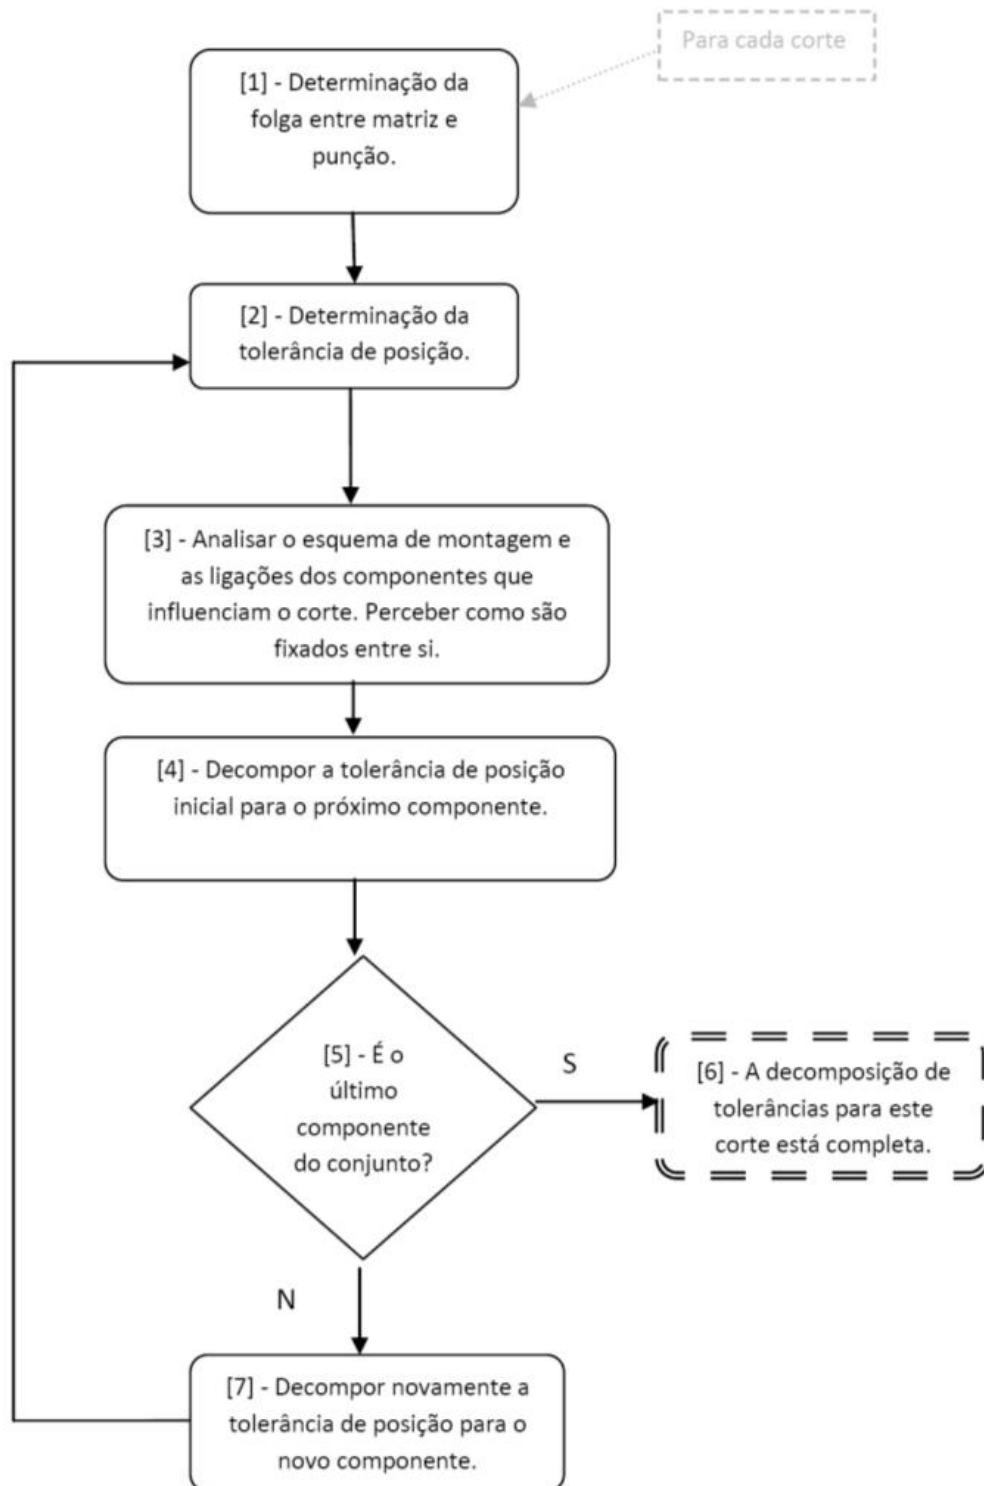 Para cada corte
[1] - Determinação da
folga entre matriz e
punção.
[2] - Determinação da
tolerância de posição.
[3] - Analisar o esquema de montagem e
as ligações dos componentes que
influenciam o corte. Perceber como são
fixados entre si.
[4] - Decompor a tolerância de posição
inicial para o próximo componente.
[5] - É o
último
componente
do conjunto?
S
[6] - A decomposição de
tolerâncias para este
corte está completa.
N
[7] - Decompor novamente a
tolerância de posição para o
novo componente.